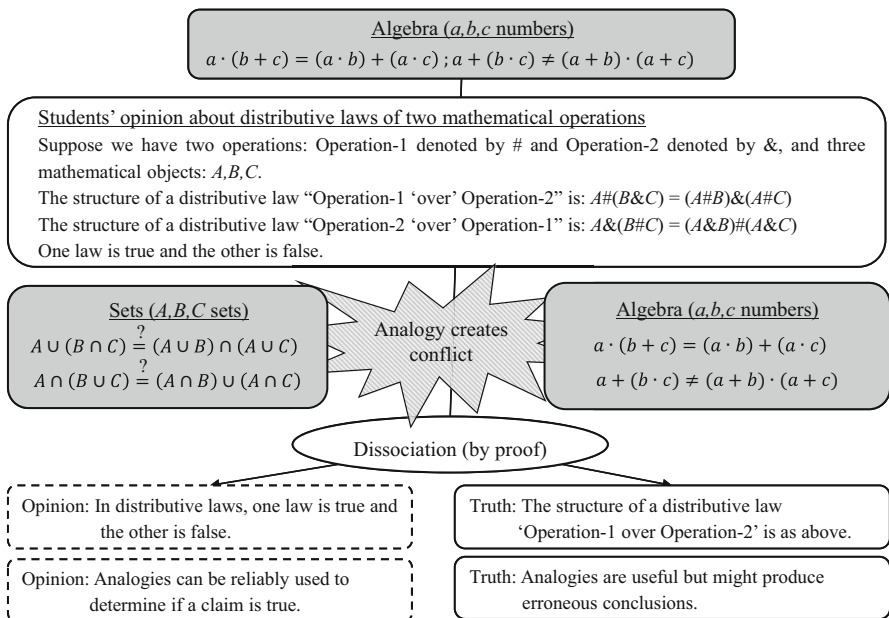 Algebra (a,b,c numbers)
a · (b + c) = (a · b) + (a · c) ; a + (b · c) ≠ (a + b) · (a + c)
Students' opinion about distributive laws of two mathematical operations
Suppose we have two operations: Operation-1 denoted by # and Operation-2 denoted by &, and three
mathematical objects: A,B,C.
The structure of a distributive law “Operation-1 ‘over’ Operation-2” is: A#(B&C) = (A#B)&(A#C)
The structure of a distributive law “Operation-2 ‘over’ Operation-1” is: A&(B#C) = (A&B)#(A&C)
One law is true and the other is false.
Sets (A,B,C sets)
?
A ∪ (B ∩ C) = (A ∪ B) ∩ (A ∪ C)
?
A ∩ (B ∪ C) = (A ∩ B) ∪ (A ∩ C)
Analogy creates
conflict
Algebra (a,b,c numbers)
a · (b + c) = (a · b) + (a · c)
a + (b · c) ≠ (a + b) · (a + c)
Dissociation (by proof)
Opinion: In distributive laws, one law is true and
the other is false.
Truth: The structure of a distributive law
‘Operation-1 over Operation-2’ is as above.
Opinion: Analogies can be reliably used to
determine if a claim is true.
Truth: Analogies are useful but might produce
erroneous conclusions.